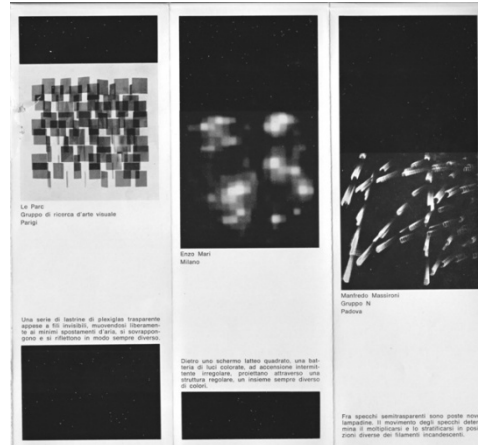 Le Parc
Gruppo di ricerca d'arte visuale
Parigi
Una serie di lastrine di plexiglas trasparente
appese a fili invisibili, muovendosi liberamen-
te ai minimi spostamenti d'aria, si sovrappon-
gono e si riflettono in modo sempre diverso.
Enzo Mari
Milano
Dietro uno schermo latteo quadrato, una bat-
teria di luci colorate, ad accensione intermit-
tente irregolare, proiettano attraverso una
struttura regolare, un insieme sempre diverso
di colori.
Manfredo Massironi
Gruppo N
Padova
Fra specchi semitrasparenti sono poste nove
lampadine. Il movimento degli specchi deter-
mina il moltiplicarsi e lo stratificarsi in posi-
zioni diverse dei filamenti incandescenti.